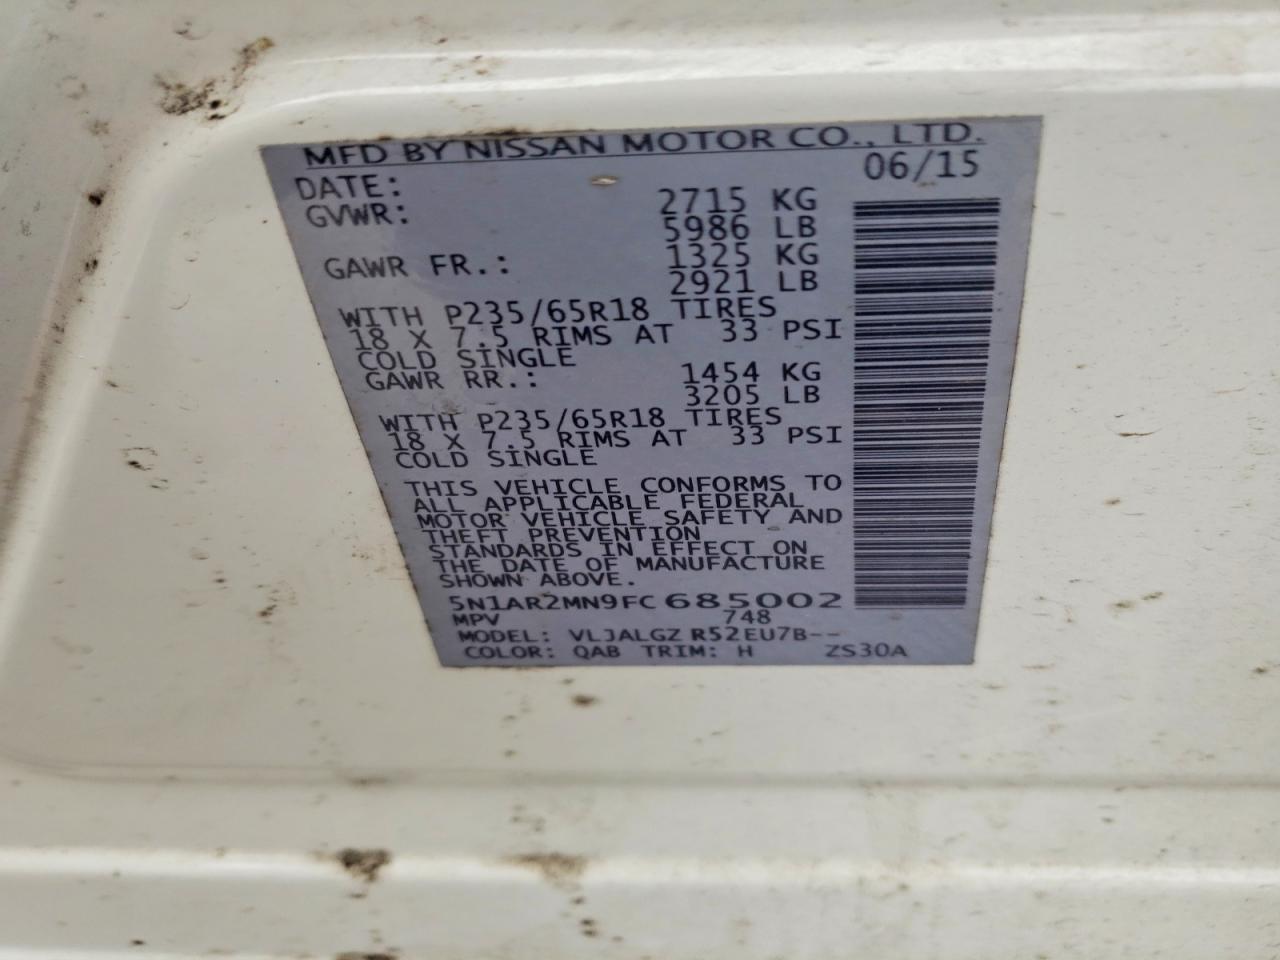 MFD BY NISSAN MOTOR CO., LTD.
DATE: 06/15
GVWR: 2715 KG
5986 LB
GAWR FR.: 1325 KG
2921 LB
WITH P235/65R18 TIRES
18 X 7.5 RIMS AT 33 PSI
COLD SINGLE
GAWR RR.: 1454 KG
3205 LB
WITH P235/65R18 TIRES
18 X 7.5 RIMS AT 33 PSI
COLD SINGLE
THIS VEHICLE CONFORMS TO
ALL APPLICABLE FEDERAL
MOTOR VEHICLE SAFETY AND
THEFT PREVENTION
STANDARDS IN EFFECT ON
THE DATE OF MANUFACTURE
SHOWN ABOVE.
5N1AR2MN9FC685002
MPV 748
MODEL: VLJALGZ R52EU7B--
COLOR: QAB TRIM: H ZS30A